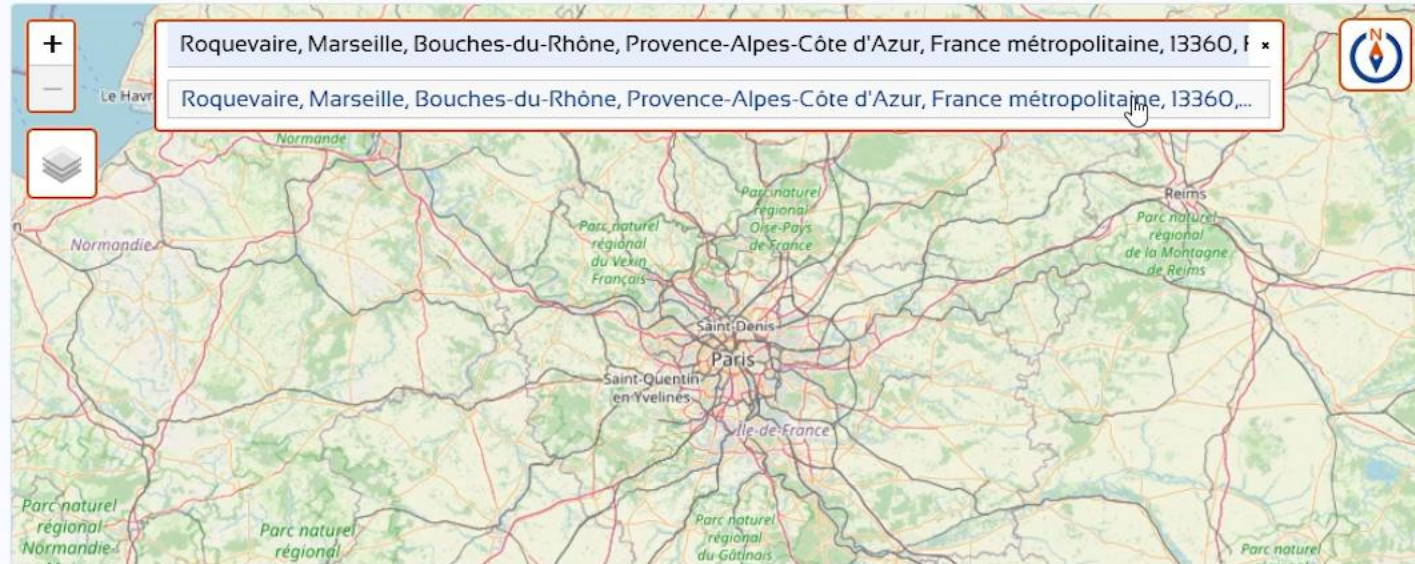 +
Roquevaire, Marseille, Bouches-du-Rhône, Provence-Alpes-Côte d'Azur, France métropolitaine, 13360,
×
N
−
Roquevaire, Marseille, Bouches-du-Rhône, Provence-Alpes-Côte d'Azur, France métropolitaine, 13360,...
Le Havr
Normande
Parc naturel
régional
Oise-Pays
de France
Reims
Parc naturel
régional
de la Montagne
de Reims
Normandie
Parc naturel
régional
du Vexin
Français
Saint-Denis
Paris
Saint-Quentin
en-Yvelines
Île-de-France
Parc naturel
régional
Normandie
Parc naturel
régional
Parc naturel
régional
du Gâtinais
Parc naturel